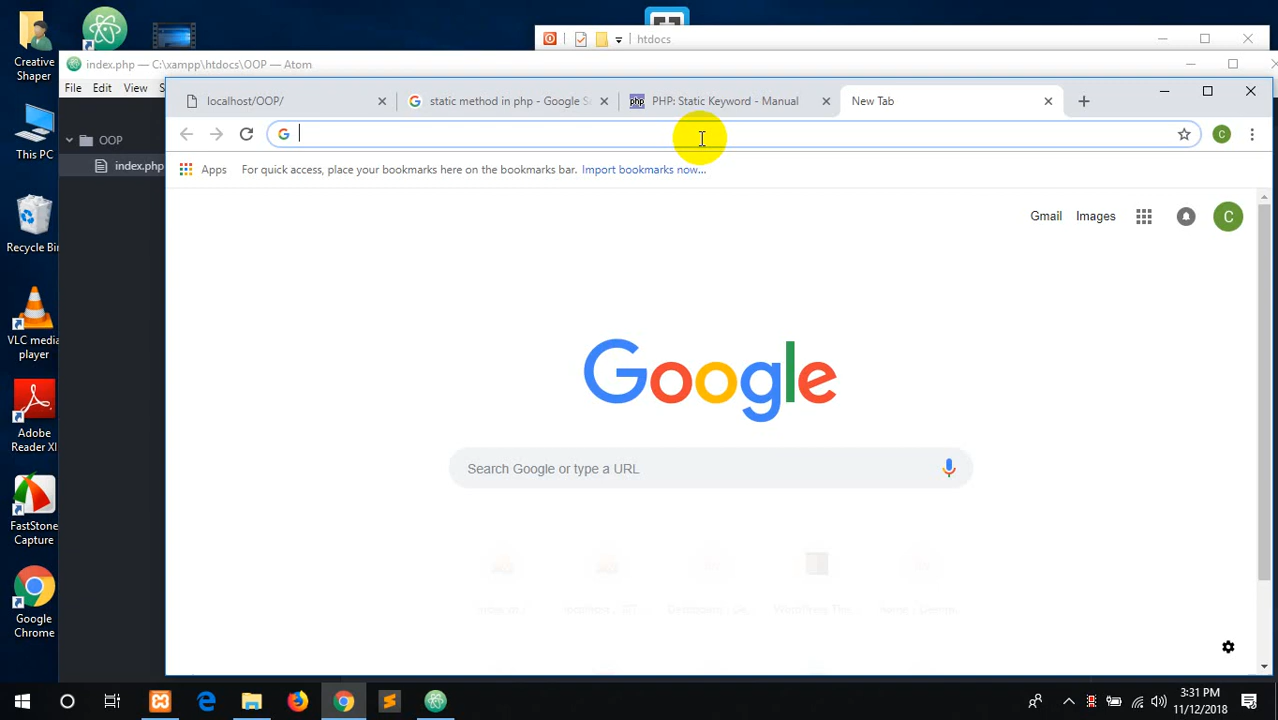 Creative
Shaper
This PC
Recycle Bin
VLC media
player
Adobe
Reader XI
FastStone
Capture
Google
Chrome
htdocs
index.php — C:\xampp\htdocs\OOP — Atom
File Edit View S
OOP
index.php
localhost/OOP/
static method in php - Google S
PHP: Static Keyword - Manual
New Tab
Apps
For quick access, place your bookmarks here on the bookmarks bar. Import bookmarks now...
Gmail Images
C
C
Google
Search Google or type a URL
3:31 PM
11/12/2018